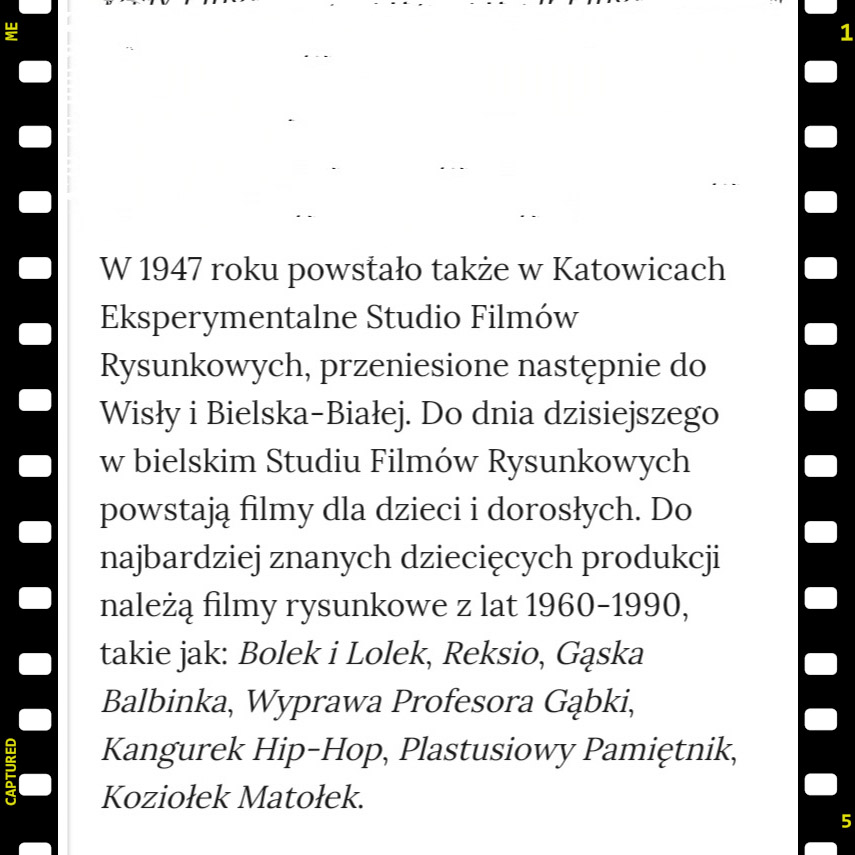 ME
1
W 1947 roku powstało także w Katowicach
Eksperymentalne Studio Filmów
Rysunkowych, przeniesione następnie do
Wisły i Bielska-Białej. Do dnia dzisiejszego
w bielskim Studiu Filmów Rysunkowych
powstają filmy dla dzieci i dorosłych. Do
najbardziej znanych dziecięcych produkcji
należą filmy rysunkowe z lat 1960-1990,
takie jak: Bolek i Lolek, Reksio, Gąska
Balbinka, Wyprawa Profesora Gąbki,
Kangurek Hip-Hop, Plastusiowy Pamiętnik,
Koziołek Matołek.
CAPTURED
5